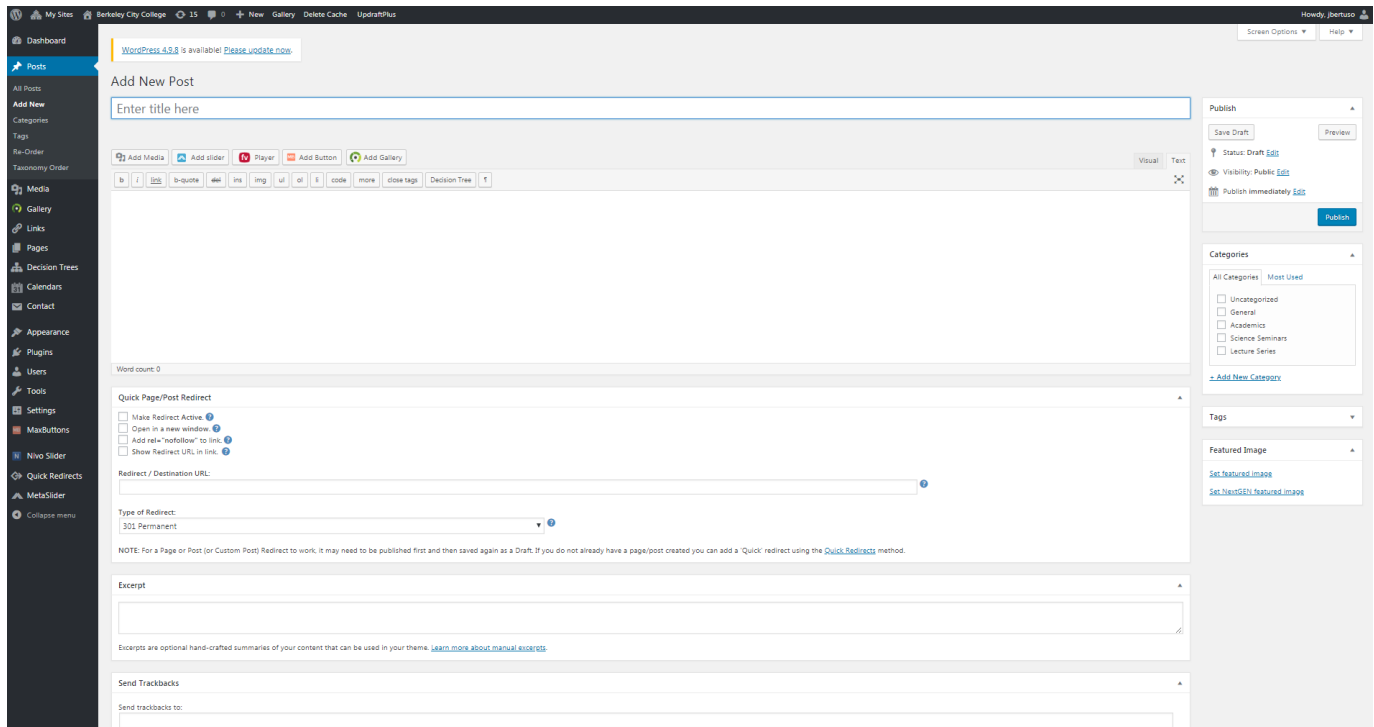 My Sites Berkeley City College 15 0 New Gallery Delete Cache UpdraftPlus Howdy, jbertuso
Dashboard
Posts
All Posts
Add New
Categories
Tags
Re-Order
Taxonomy Order
Media
Gallery
Links
Pages
Decision Trees
Calendars
Contact
Appearance
Plugins
Users
Tools
Settings
MaxButtons
Nivo Slider
Quick Redirects
MetaSlider
Collapse menu
Screen Options Help
WordPress 4.9.8 is available! Please update now.
Add New Post
Enter title here
Add Media Add slider Player Add Button Add Gallery
Visual Text
b i link b-quote del ins img ul ol li code more close tags Decision Tree ¶
Word count: 0
Quick Page/Post Redirect
Make Redirect Active.
Open in a new window.
Add rel="nofollow" to link.
Show Redirect URL in link.
Redirect / Destination URL:
Type of Redirect:
301 Permanent
NOTE: For a Page or Post (or Custom Post) Redirect to work, it may need to be published first and then saved again as a Draft. If you do not already have a page/post created you can add a 'Quick' redirect using the Quick Redirects method.
Excerpt
Excerpts are optional hand-crafted summaries of your content that can be used in your theme. Learn more about manual excerpts.
Send Trackbacks
Send trackbacks to:
Publish
Save Draft Preview
Status: Draft Edit
Visibility: Public Edit
Publish immediately Edit
Publish
Categories
All Categories Most Used
Uncategorized
General
Academics
Science Seminars
Lecture Series
+ Add New Category
Tags
Featured Image
Set featured image
Set NextGEN featured image